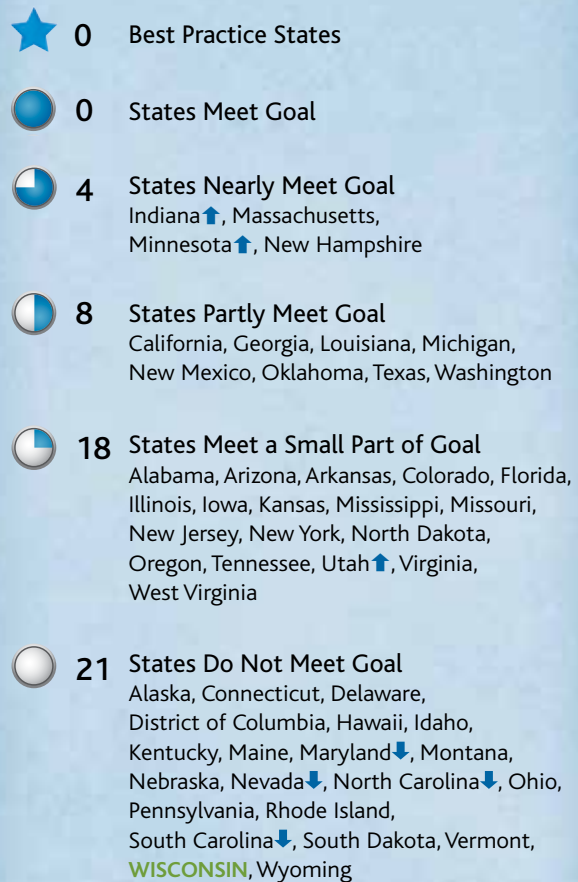 0 Best Practice States
0 States Meet Goal
4 States Nearly Meet Goal
Indiana⬆, Massachusetts,
Minnesota⬆, New Hampshire
8 States Partly Meet Goal
California, Georgia, Louisiana, Michigan,
New Mexico, Oklahoma, Texas, Washington
18 States Meet a Small Part of Goal
Alabama, Arizona, Arkansas, Colorado, Florida,
Illinois, Iowa, Kansas, Mississippi, Missouri,
New Jersey, New York, North Dakota,
Oregon, Tennessee, Utah⬆, Virginia,
West Virginia
21 States Do Not Meet Goal
Alaska, Connecticut, Delaware,
District of Columbia, Hawaii, Idaho,
Kentucky, Maine, Maryland⬇, Montana,
Nebraska, Nevada⬇, North Carolina⬇, Ohio,
Pennsylvania, Rhode Island,
South Carolina⬇, South Dakota, Vermont,
WISCONSIN, Wyoming